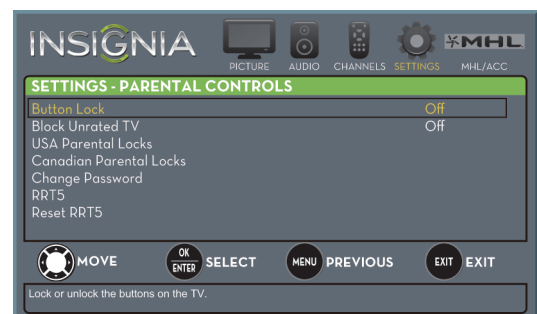 INSIGNIA
PICTURE AUDIO CHANNELS SETTINGS MHL MHL/ACC
SETTINGS - PARENTAL CONTROLS
Button Lock Off
Block Unrated TV Off
USA Parental Locks
Canadian Parental Locks
Change Password
RRT5
Reset RRT5
MOVE OK ENTER SELECT MENU PREVIOUS EXIT EXIT
Lock or unlock the buttons on the TV.